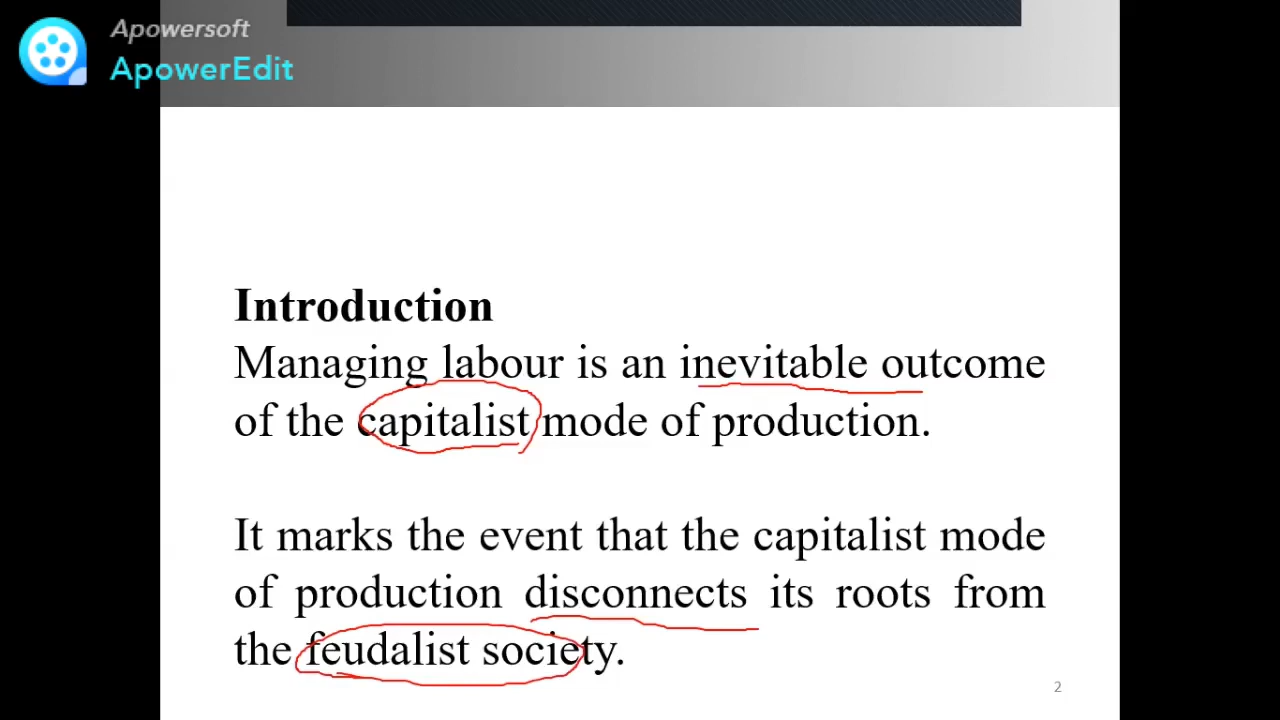 Apowersoft
ApowerEdit
Introduction
Managing labour is an inevitable outcome
of the capitalist mode of production.
It marks the event that the capitalist mode
of production disconnects its roots from
the feudalist society.
2